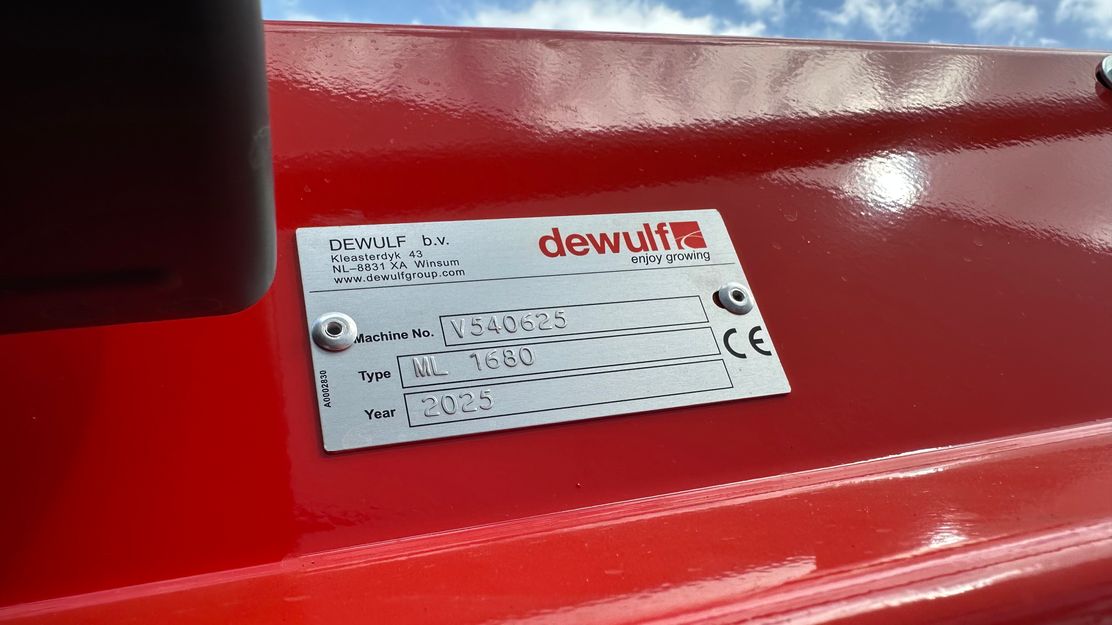 DEWULF b.v.
Kleasterdyk 43
NL-8831 XA Winsum
www.dewulfgroup.com
dewulf
enjoy growing
Machine No. V540625
Type ML 1680
Year 2025
CE
A0002830